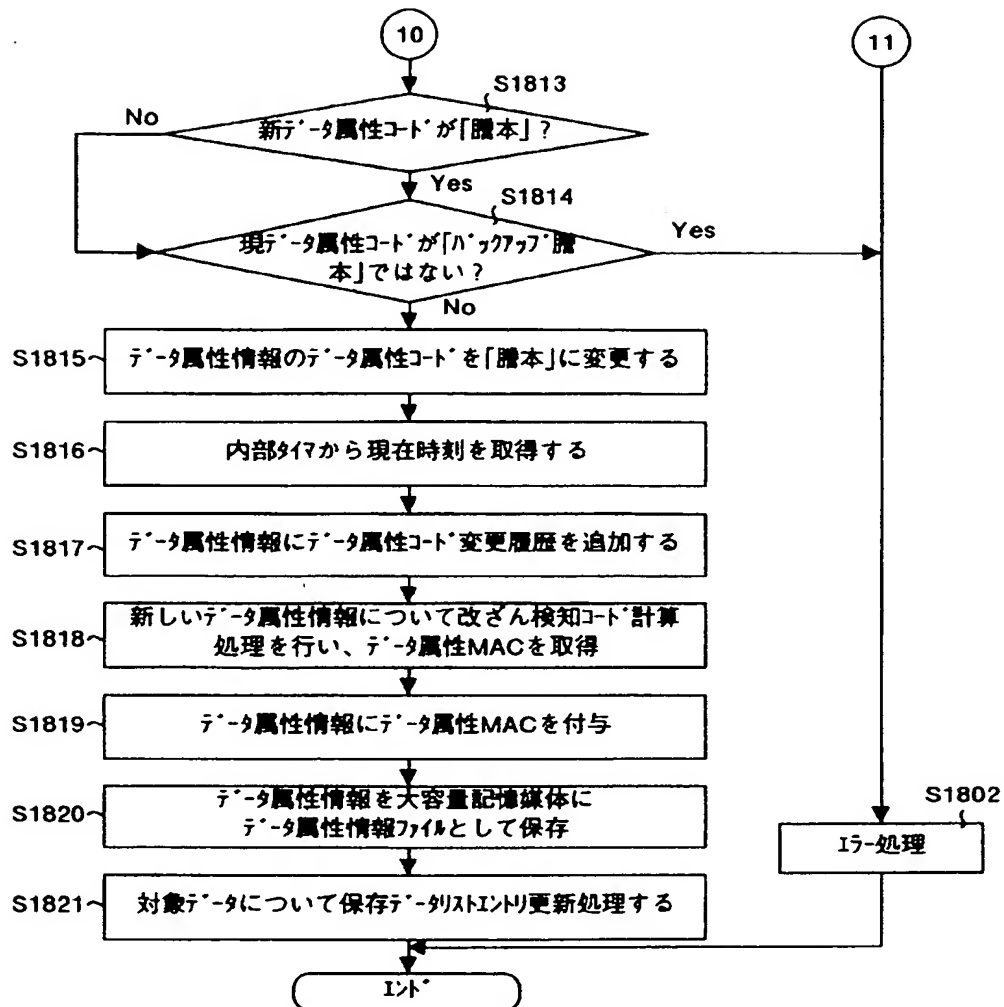 10
11
S1813
No
新データ属性コードが「謄本」?
Yes
S1814
現データ属性コードが「バックアップ謄
本」ではない?
Yes
No
S1815 データ属性情報のデータ属性コードを「謄本」に変更する
S1816 内部タイマから現在時刻を取得する
S1817 データ属性情報にデータ属性コード変更履歴を追加する
S1818 新しいデータ属性情報について改ざん検知コード計算
処理を行い、データ属性MACを取得
S1819 データ属性情報にデータ属性MACを付与
S1820 データ属性情報を大容量記憶媒体に
データ属性情報ファイルとして保存
S1802
エラー処理
S1821 対象データについて保存データリストエントリ更新処理する
エンド